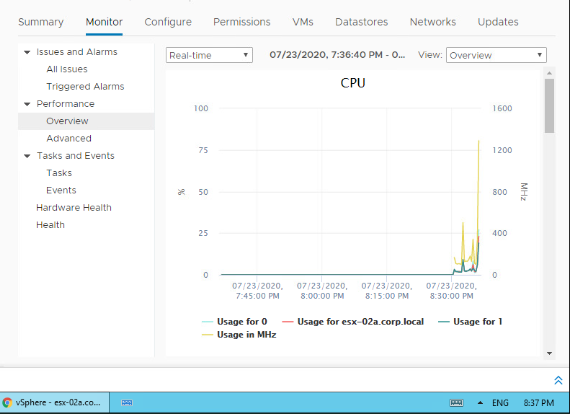 Summary Monitor Configure Permissions VMs Datastores Networks Updates
Issues and Alarms
All Issues
Triggered Alarms
Performance
Overview
Advanced
Tasks and Events
Tasks
Events
Hardware Health
Health
Real-time 07/23/2020, 7:36:40 PM - 0... View: Overview
CPU
100 1600
75 1200
50 800
25 400
0 0
%
MHz
07/23/2020, 07/23/2020, 07/23/2020, 07/23/2020,
7:45:00 PM 8:00:00 PM 8:15:00 PM 8:30:00 PM
Usage for 0 Usage for esx-02a.corp.local Usage for 1
Usage in MHz
vSphere - esx-02a.co... ENG 8:37 PM